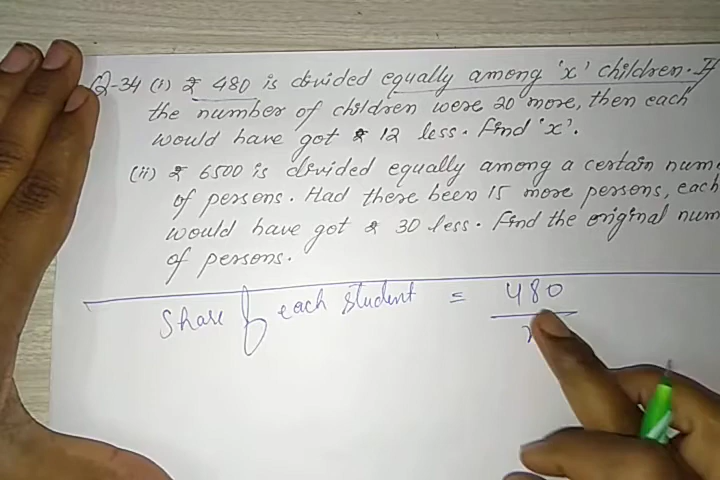 Q-34 (i) ₹ 480 is divided equally among 'x' children. If
the number of children were 20 more, then each
would have got ₹ 12 less. Find 'x'.
(ii) ₹ 6500 is divided equally among a certain num
of persons. Had there been 15 more persons, each
would have got ₹ 30 less. Find the original num
of persons.
Share of each student = 480